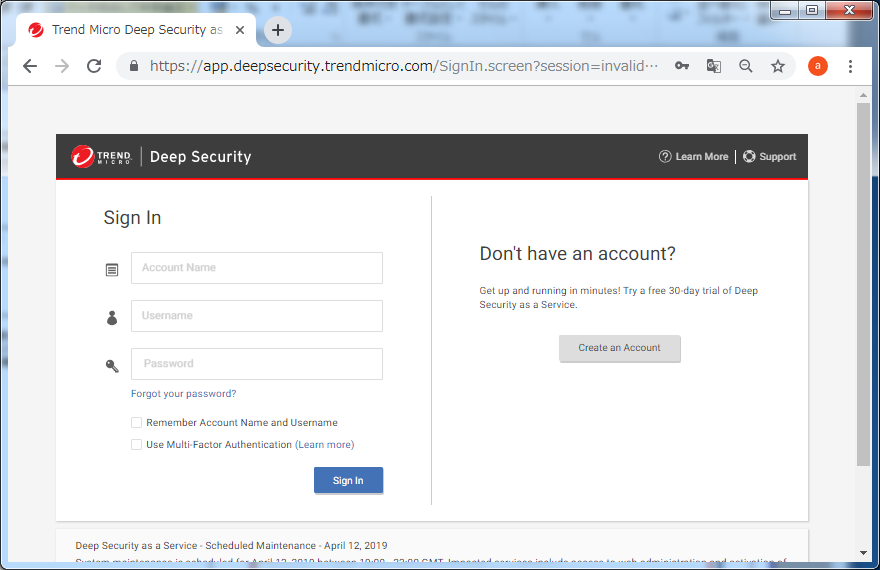 Trend Micro Deep Security as
https://app.deepsecurity.trendmicro.com/SignIn.screen?session=invalid…
a
TREND MICRO Deep Security
Learn More
Support
Sign In
Account Name
Username
Password
Forgot your password?
Remember Account Name and Username
Use Multi-Factor Authentication (Learn more)
Sign In
Don't have an account?
Get up and running in minutes! Try a free 30-day trial of Deep
Security as a Service.
Create an Account
Deep Security as a Service - Scheduled Maintenance - April 12, 2019